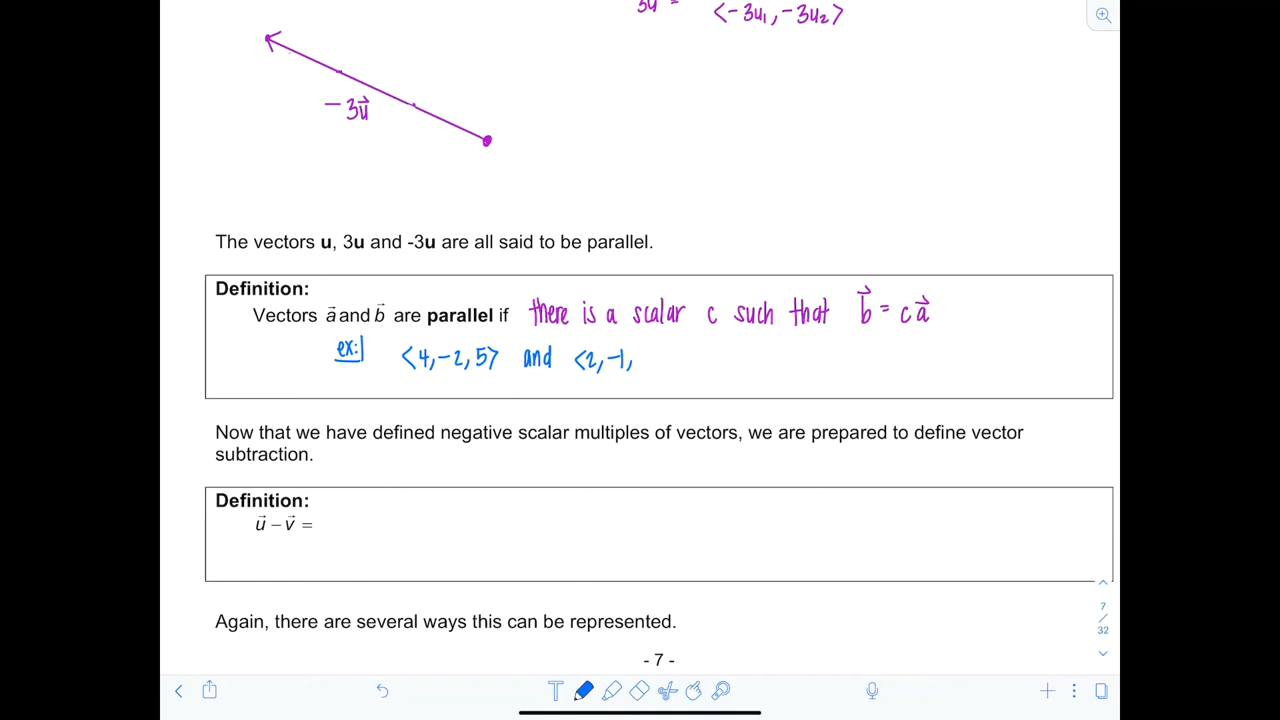 3u = <-3u₁, -3u₂>
-3u⃗
The vectors u, 3u and -3u are all said to be parallel.
Definition:
Vectors a⃗ and b⃗ are parallel if there is a scalar c such that b⃗ = ca⃗
ex: <4,-2,5> and <2,-1,
Now that we have defined negative scalar multiples of vectors, we are prepared to define vector
subtraction.
Definition:
u⃗ – v⃗ =
Again, there are several ways this can be represented.
- 7 -
7
/
32
T